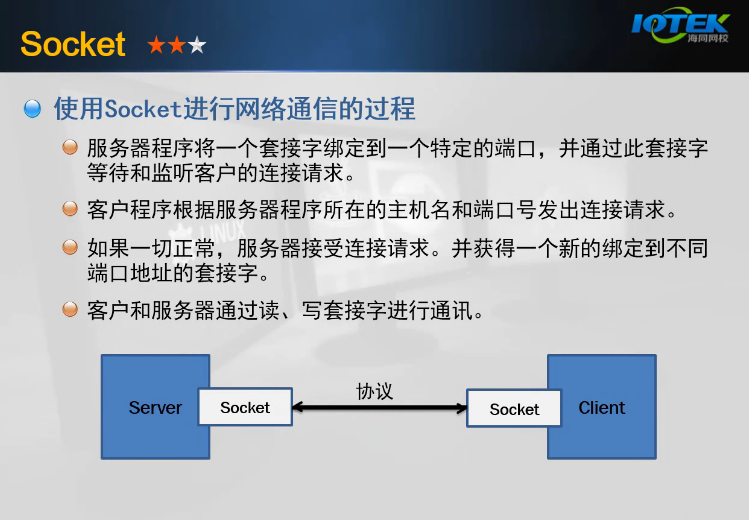 Socket
IOTEK
海同网校
使用Socket进行网络通信的过程
服务器程序将一个套接字绑定到一个特定的端口，并通过此套接字
等待和监听客户的连接请求。
客户程序根据服务器程序所在的主机名和端口号发出连接请求。
如果一切正常，服务器接受连接请求。并获得一个新的绑定到不同
端口地址的套接字。
客户和服务器通过读、写套接字进行通讯。
LINUX
Server
Socket
协议
Socket
Client